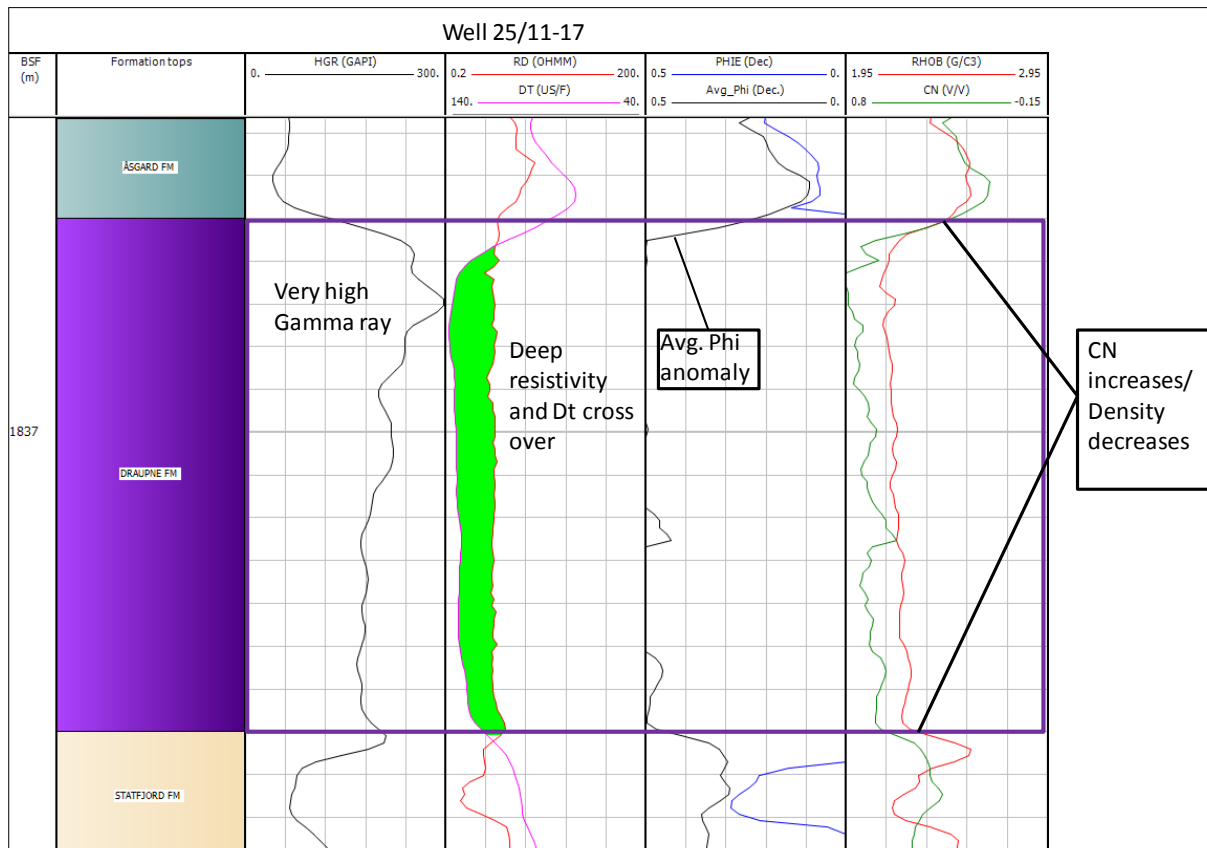 Well 25/11-17
BSF
(m)
Formation tops
HGR (GAPI)
0. 300.
RD (OHMM)
0.2 200.
DT (US/F)
140. 40.
PHIE (Dec)
0.5 0.
Avg_Phi (Dec.)
0.5 0.
RHOB (G/C3)
1.95 2.95
CN (V/V)
0.8 -0.15
ÅSGARD FM
Very high
Gamma ray
Deep
resistivity
and Dt cross
over
Avg. Phi
anomaly
CN
increases/
Density
decreases
1837
DRAUPNE FM
STATFJORD FM